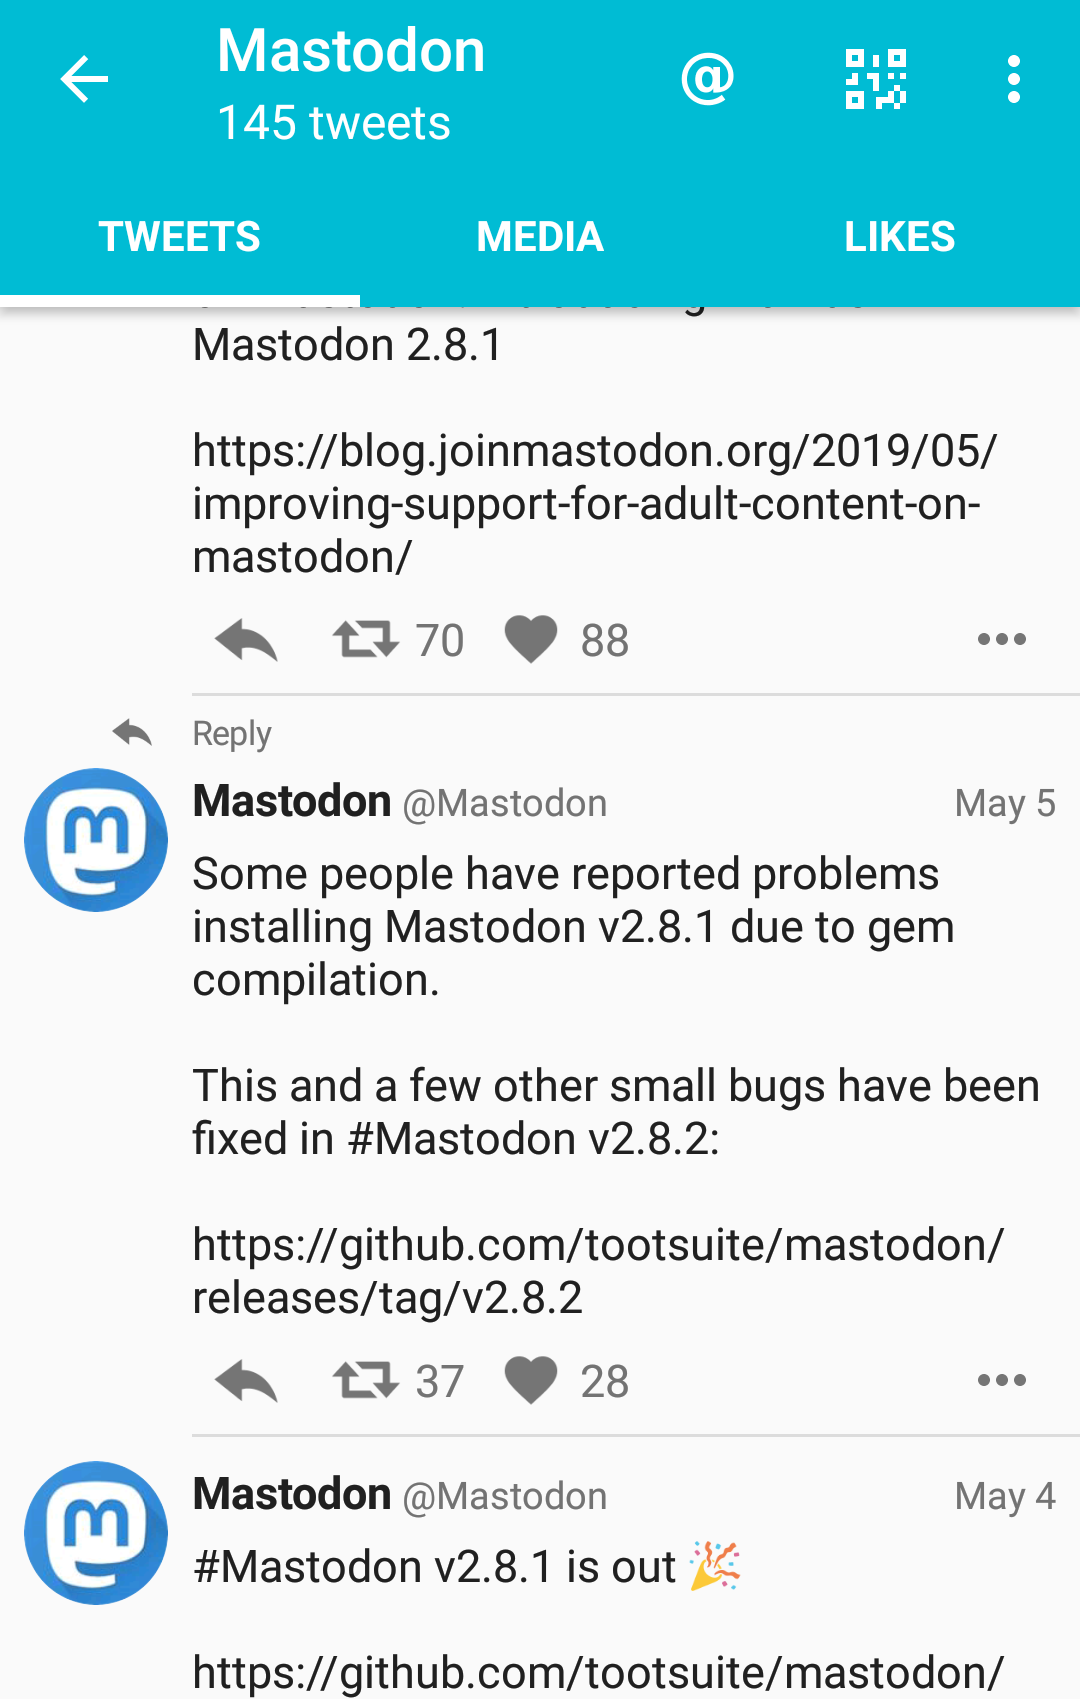 Mastodon
145 tweets
@
TWEETS
MEDIA
LIKES
Mastodon 2.8.1
https://blog.joinmastodon.org/2019/05/
improving-support-for-adult-content-on-
mastodon/
70
88
Reply
Mastodon @Mastodon
May 5
Some people have reported problems
installing Mastodon v2.8.1 due to gem
compilation.
This and a few other small bugs have been
fixed in #Mastodon v2.8.2:
https://github.com/tootsuite/mastodon/
releases/tag/v2.8.2
37
28
Mastodon @Mastodon
May 4
#Mastodon v2.8.1 is out 🎉
https://github.com/tootsuite/mastodon/